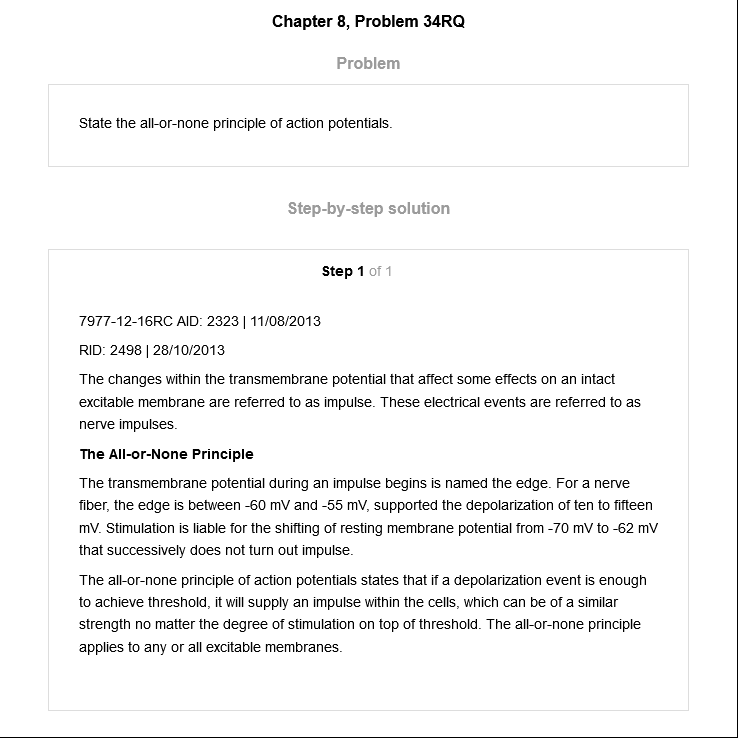 Chapter 8, Problem 34RQ
Problem
State the all-or-none principle of action potentials.
Step-by-step solution
Step 1 of 1
7977-12-16RC AID: 2323 | 11/08/2013
RID: 2498 | 28/10/2013
The changes within the transmembrane potential that affect some effects on an intact
excitable membrane are referred to as impulse. These electrical events are referred to as
nerve impulses.
The All-or-None Principle
The transmembrane potential during an impulse begins is named the edge. For a nerve
fiber, the edge is between -60 mV and -55 mV, supported the depolarization of ten to fifteen
mV. Stimulation is liable for the shifting of resting membrane potential from -70 mV to -62 mV
that successively does not turn out impulse.
The all-or-none principle of action potentials states that if a depolarization event is enough
to achieve threshold, it will supply an impulse within the cells, which can be of a similar
strength no matter the degree of stimulation on top of threshold. The all-or-none principle
applies to any or all excitable membranes.